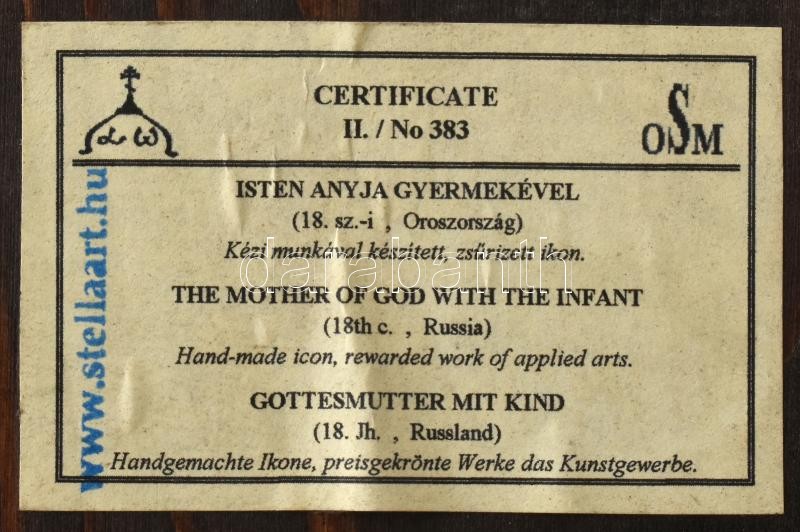 CERTIFICATE
II. / No 383
OSM
ISTEN ANYJA GYERMEKÉVEL
(18. sz.-i , Oroszország)
Kézi munkával készített, zsűrizett ikon.
THE MOTHER OF GOD WITH THE INFANT
(18th c. , Russia)
Hand-made icon, rewarded work of applied arts.
GOTTESMUTTER MIT KIND
(18. Jh. , Russland)
Handgemachte Ikone, preisgekrönte Werke das Kunstgewerbe.
www.stellaart.hu
darabanth